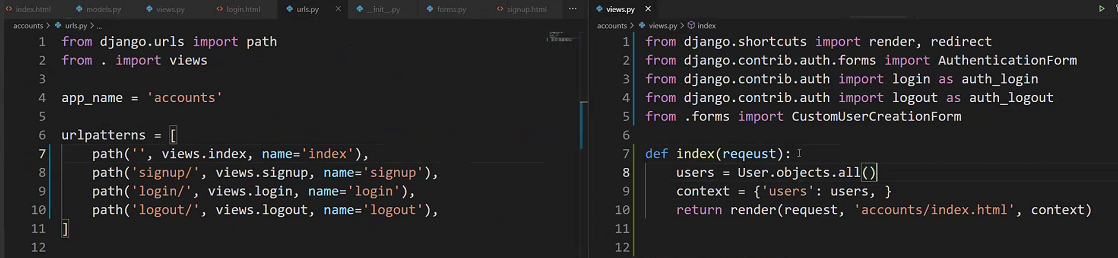 index.html models.py views.py login.html urls.py __init__.py forms.py signup.html ...
accounts > urls.py > ...
1 from django.urls import path
2 from . import views
3
4 app_name = 'accounts'
5
6 urlpatterns = [
7 path('', views.index, name='index'),
8 path('signup/', views.signup, name='signup'),
9 path('login/', views.login, name='login'),
10 path('logout/', views.logout, name='logout'),
11 ]
12
views.py
accounts > views.py > index
1 from django.shortcuts import render, redirect
2 from django.contrib.auth.forms import AuthenticationForm
3 from django.contrib.auth import login as auth_login
4 from django.contrib.auth import logout as auth_logout
5 from .forms import CustomUserCreationForm
6
7 def index(reqeust):
8 users = User.objects.all()
9 context = {'users': users, }
10 return render(request, 'accounts/index.html', context)
11
12